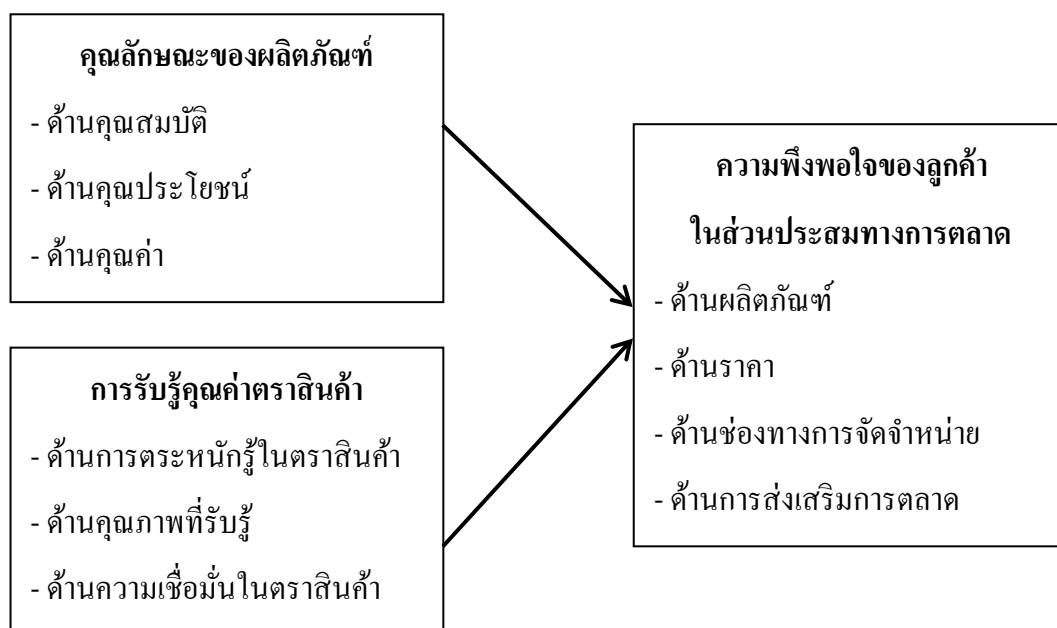 คุณลักษณะของผลิตภัณฑ์
- ด้านคุณสมบัติ
- ด้านคุณประโยชน์
- ด้านคุณค่า
การรับรู้คุณค่าตราสินค้า
- ด้านการตระหนักรู้ในตราสินค้า
- ด้านคุณภาพที่รับรู้
- ด้านความเชื่อมั่นในตราสินค้า
ความพึงพอใจของลูกค้า
ในส่วนประสมทางการตลาด
- ด้านผลิตภัณฑ์
- ด้านราคา
- ด้านช่องทางการจัดจำหน่าย
- ด้านการส่งเสริมการตลาด